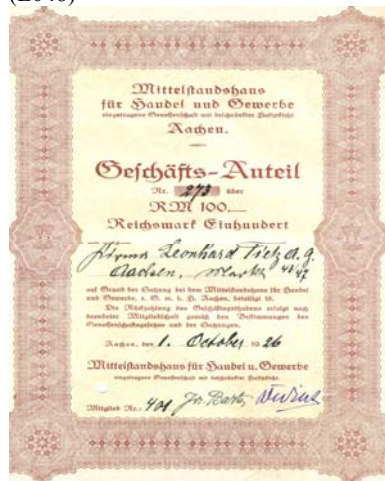 Mittelstandshaus
für Handel und Gewerbe
eingetragene Genossenschaft mit beschränkter Haftpflicht
Aachen.
Geschäfts-Anteil
Nr. 273 über
RM 100.—
Reichsmark Einhundert
Firma Leonhard Tietz A.G.
Aachen, Markt 43/47
auf Grund der Satzung bei dem Mittelstandshaus für Handel
und Gewerbe, e. G. m. b. H. Aachen, beteiligt ist.
Die Rückzahlung des Geschäftsguthabens erfolgt nach
beendeter Mitgliedschaft gemäß den Bestimmungen des
Genossenschaftsgesetzes und der Satzungen.
Aachen, den 1. October 1926
Mittelstandshaus für Handel u. Gewerbe
eingetragene Genossenschaft mit beschränkter Haftpflicht.
Mitglied Nr.: 401